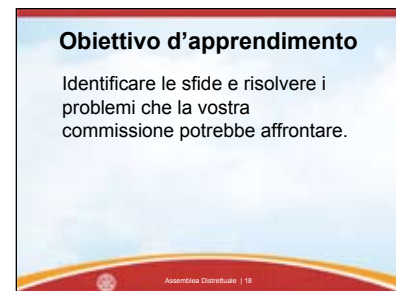 Obiettivo d’apprendimento
Identificare le sfide e risolvere i
problemi che la vostra
commissione potrebbe affrontare.
Assemblea Distrettuale | 18